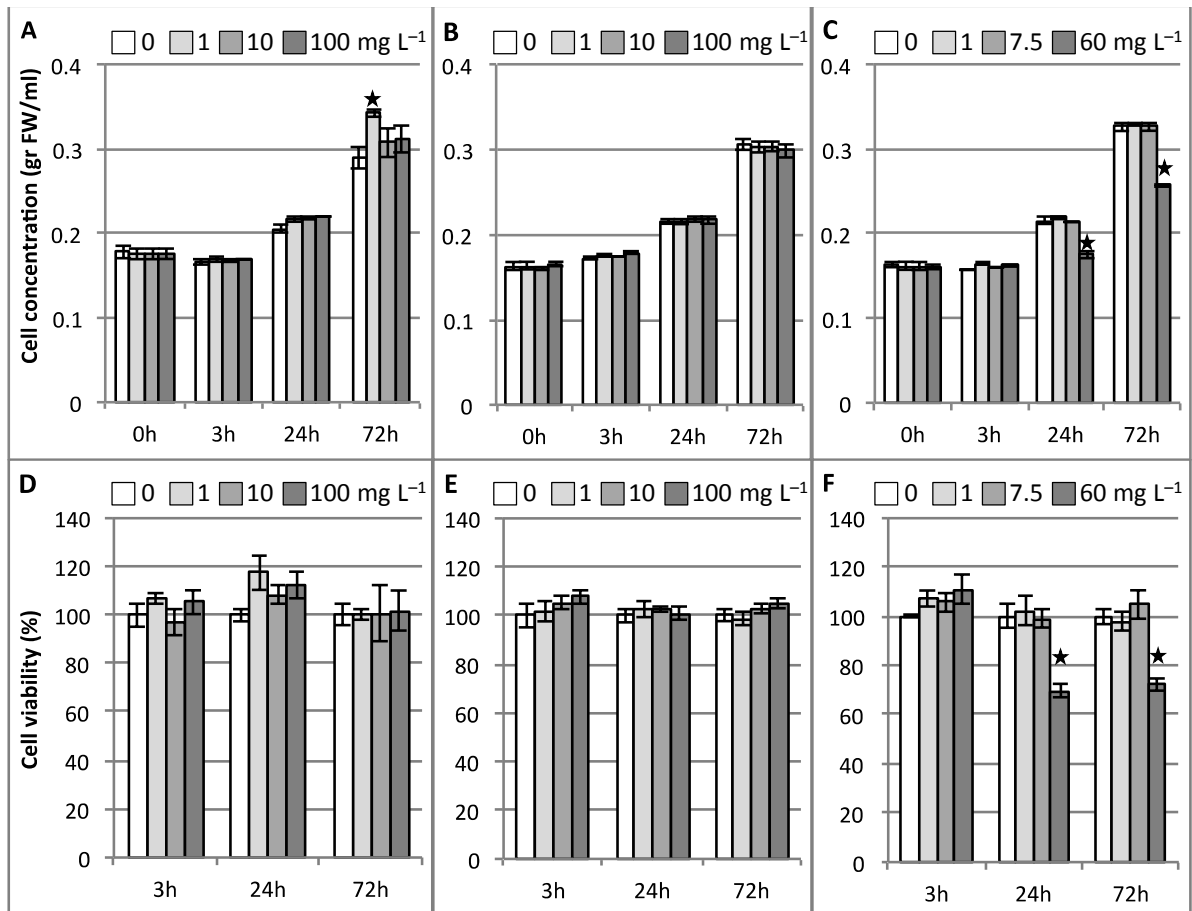 A
0 1 10 100 mg L⁻¹
Cell concentration (gr FW/ml)
0.4
0.3
0.2
0.1
0
0h 3h 24h 72h
B
0 1 10 100 mg L⁻¹
0.4
0.3
0.2
0.1
0
0h 3h 24h 72h
C
0 1 7.5 60 mg L⁻¹
0.4
0.3
0.2
0.1
0
0h 3h 24h 72h
D
0 1 10 100 mg L⁻¹
Cell viability (%)
140
120
100
80
60
40
20
0
3h 24h 72h
E
0 1 10 100 mg L⁻¹
140
120
100
80
60
40
20
0
3h 24h 72h
F
0 1 7.5 60 mg L⁻¹
140
120
100
80
60
40
20
0
3h 24h 72h